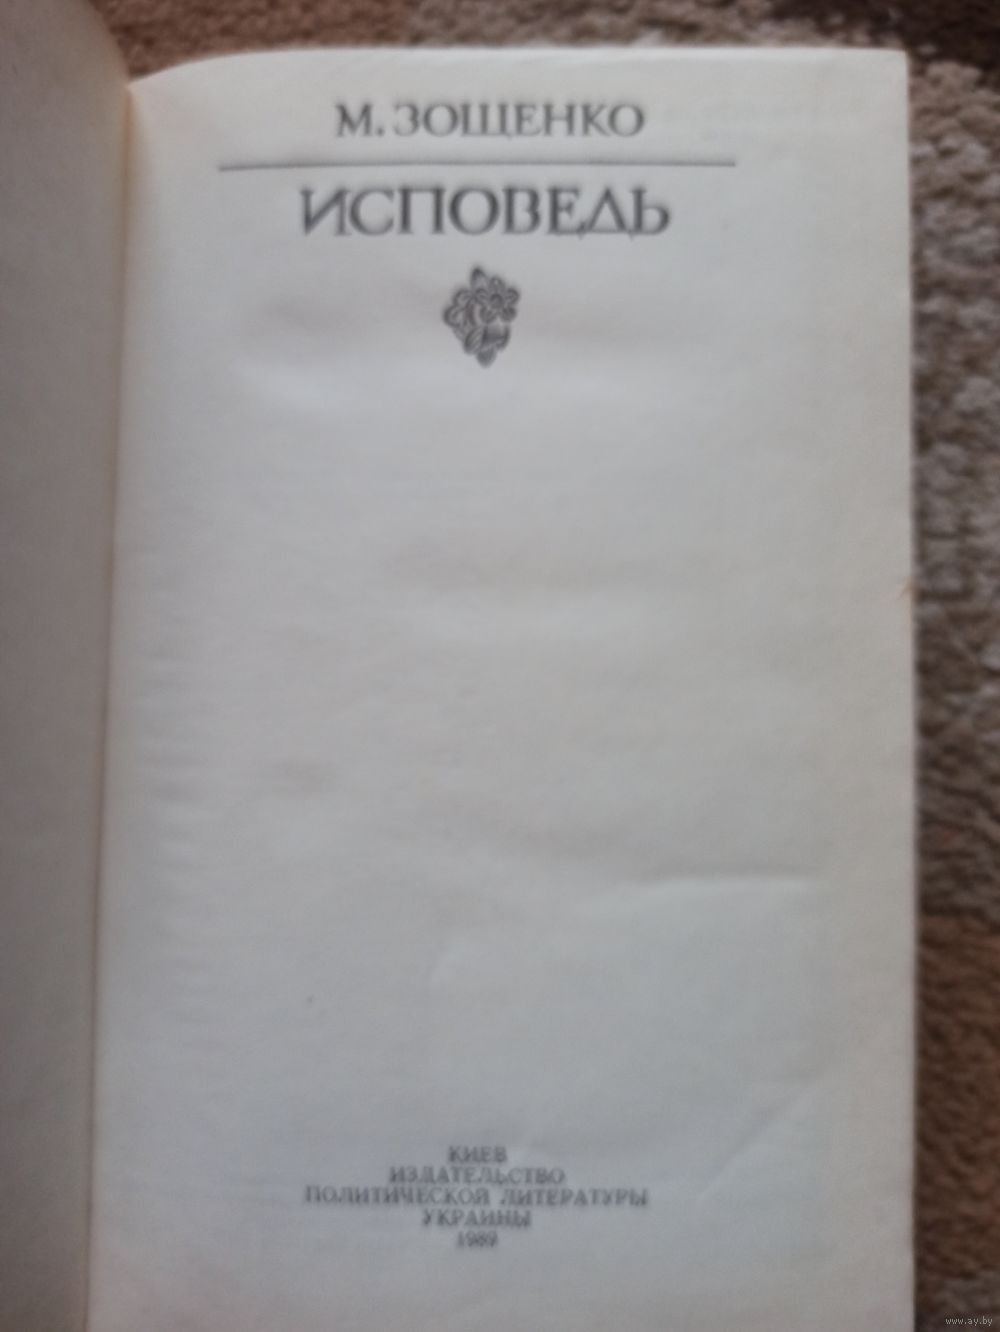 М. ЗОЩЕНКО
ИСПОВЕДЬ
КИЕВ
ИЗДАТЕЛЬСТВО
ПОЛИТИЧЕСКОЙ ЛИТЕРАТУРЫ
УКРАИНЫ
1989
www.ay.by